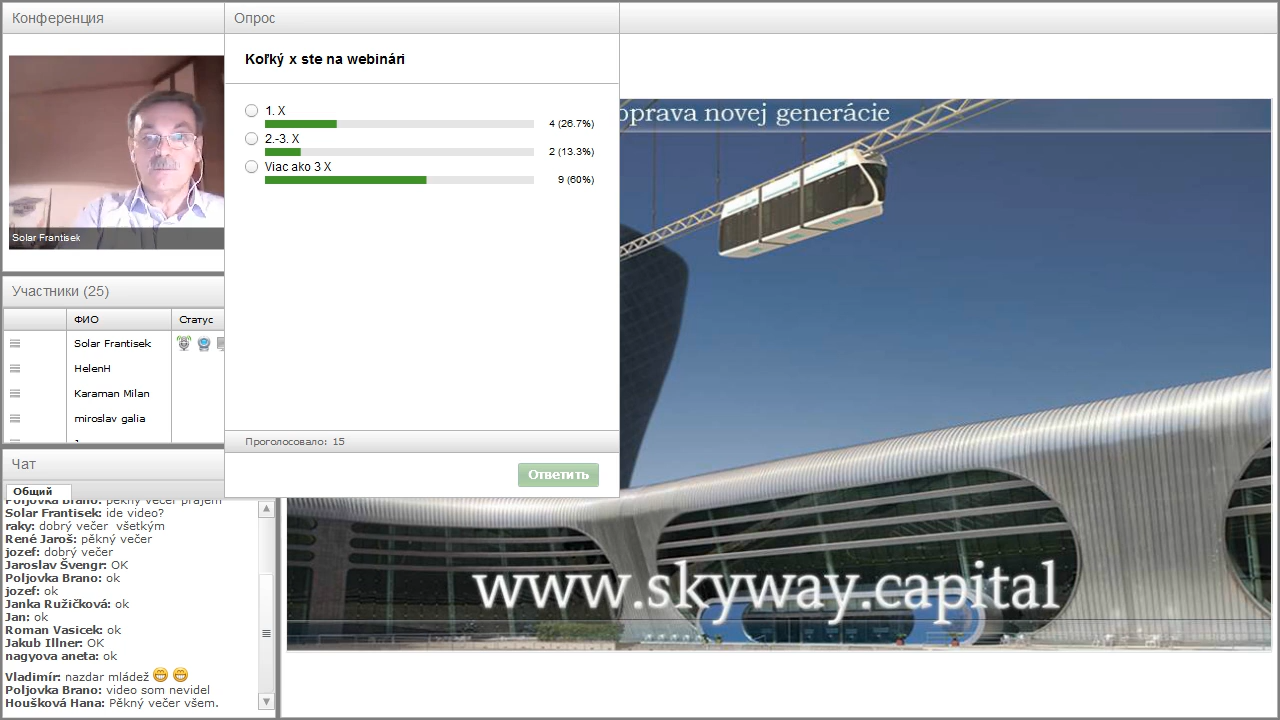 Конференция
Solar Frantisek
Участники (25)
ФИО Статус
Solar Frantisek
HelenH
Karaman Milan
miroslav galia
Чат
Общий
Poljovka Brano: pekny večer prajem
Solar Frantisek: ide video?
raky: dobrý večer všetkým
René Jaroš: pěkný večer
jozef: dobrý večer
Jaroslav Švengr: OK
Poljovka Brano: ok
jozef: ok
Janka Ružičková: ok
Jan: ok
Roman Vasicek: ok
Jakub Illner: OK
nagyova aneta: ok
Vladimír: nazdar mládež
Poljovka Brano: video som nevidel
Houšková Hana: Pěkný večer všem.
Опрос
Koľký x ste na webinári
1. X
4 (26.7%)
2.-3. X
2 (13.3%)
Viac ako 3 X
9 (60%)
Проголосовало: 15
Ответить
oprava novej generácie
www.skyway.capital